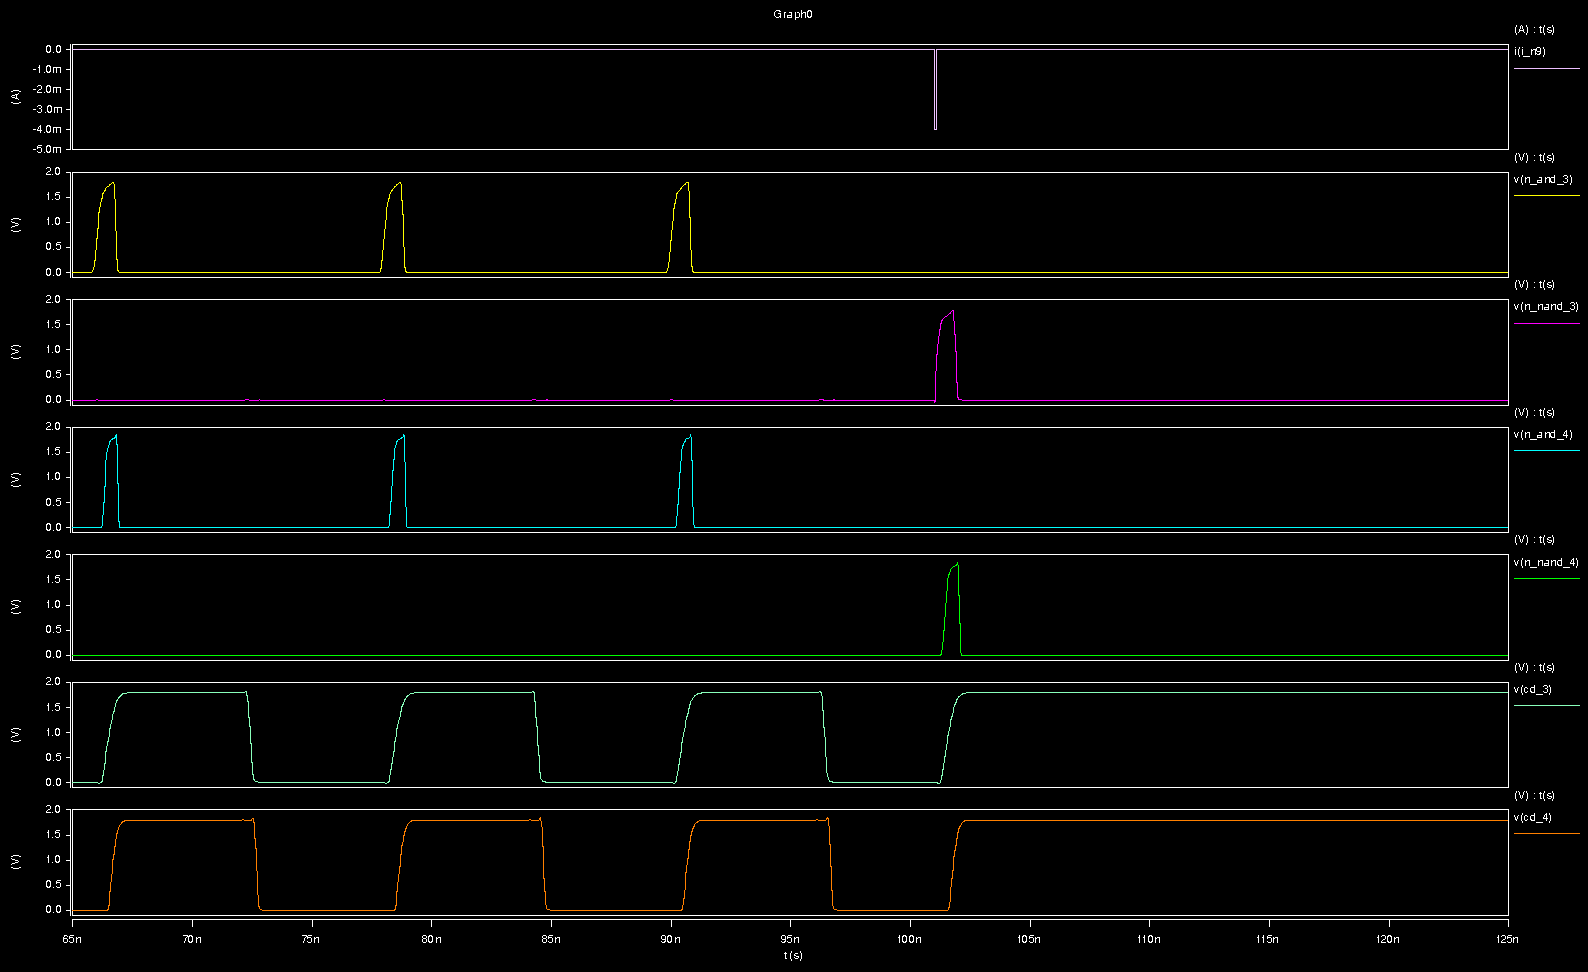 Graph0
(A) : t(s)
i(i_n9)
0.0
-1.0m
-2.0m
-3.0m
-4.0m
-5.0m
(A)
(V) : t(s)
v(n_and_3)
2.0
1.5
1.0
0.5
0.0
(V)
(V) : t(s)
v(n_nand_3)
2.0
1.5
1.0
0.5
0.0
(V)
(V) : t(s)
v(n_and_4)
2.0
1.5
1.0
0.5
0.0
(V)
(V) : t(s)
v(n_nand_4)
2.0
1.5
1.0
0.5
0.0
(V)
(V) : t(s)
v(cd_3)
2.0
1.5
1.0
0.5
0.0
(V)
(V) : t(s)
v(cd_4)
2.0
1.5
1.0
0.5
0.0
(V)
65n 70n 75n 80n 85n 90n 95n 100n 105n 110n 115n 120n 125n
t(s)